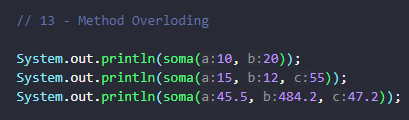 // 13 - Method Overloding
System.out.println(soma(a:10, b:20));
System.out.println(soma(a:15, b:12, c:55));
System.out.println(soma(a:45.5, b:484.2, c:47.2));